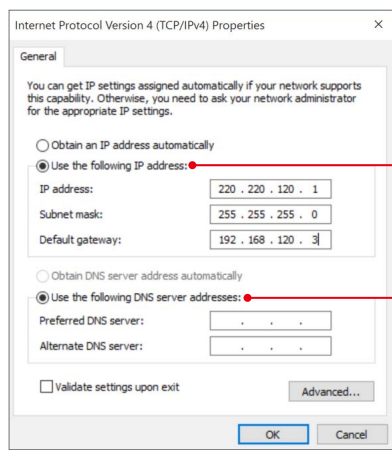 Internet Protocol Version 4 (TCP/IPv4) Properties
General
You can get IP settings assigned automatically if your network supports
this capability. Otherwise, you need to ask your network administrator
for the appropriate IP settings.
Obtain an IP address automatically
Use the following IP address:
IP address: 220 . 220 . 120 . 1
Subnet mask: 255 . 255 . 255 . 0
Default gateway: 192 . 168 . 120 . 3
Obtain DNS server address automatically
Use the following DNS server addresses:
Preferred DNS server: . . .
Alternate DNS server: . . .
Validate settings upon exit
Advanced...
OK Cancel